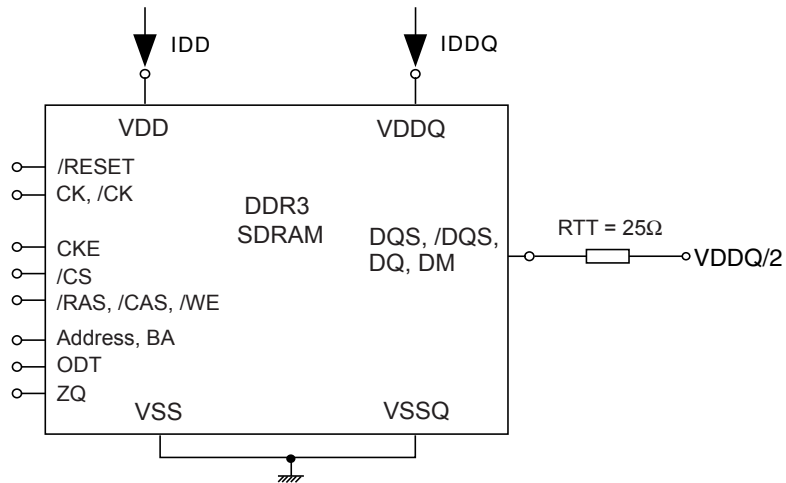 IDD
IDDQ
VDD
VDDQ
/RESET
CK, /CK
DDR3
SDRAM
CKE
/CS
/RAS, /CAS, /WE
Address, BA
ODT
ZQ
DQS, /DQS,
DQ, DM
RTT = 25Ω
VDDQ/2
VSS
VSSQ